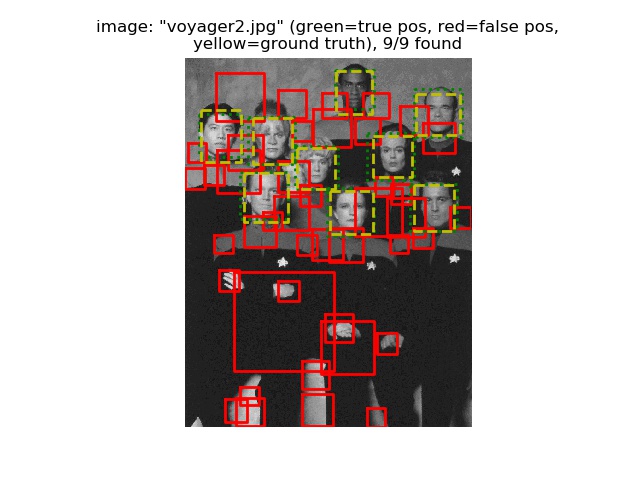 image: "voyager2.jpg" (green=true pos, red=false pos,
yellow=ground truth), 9/9 found